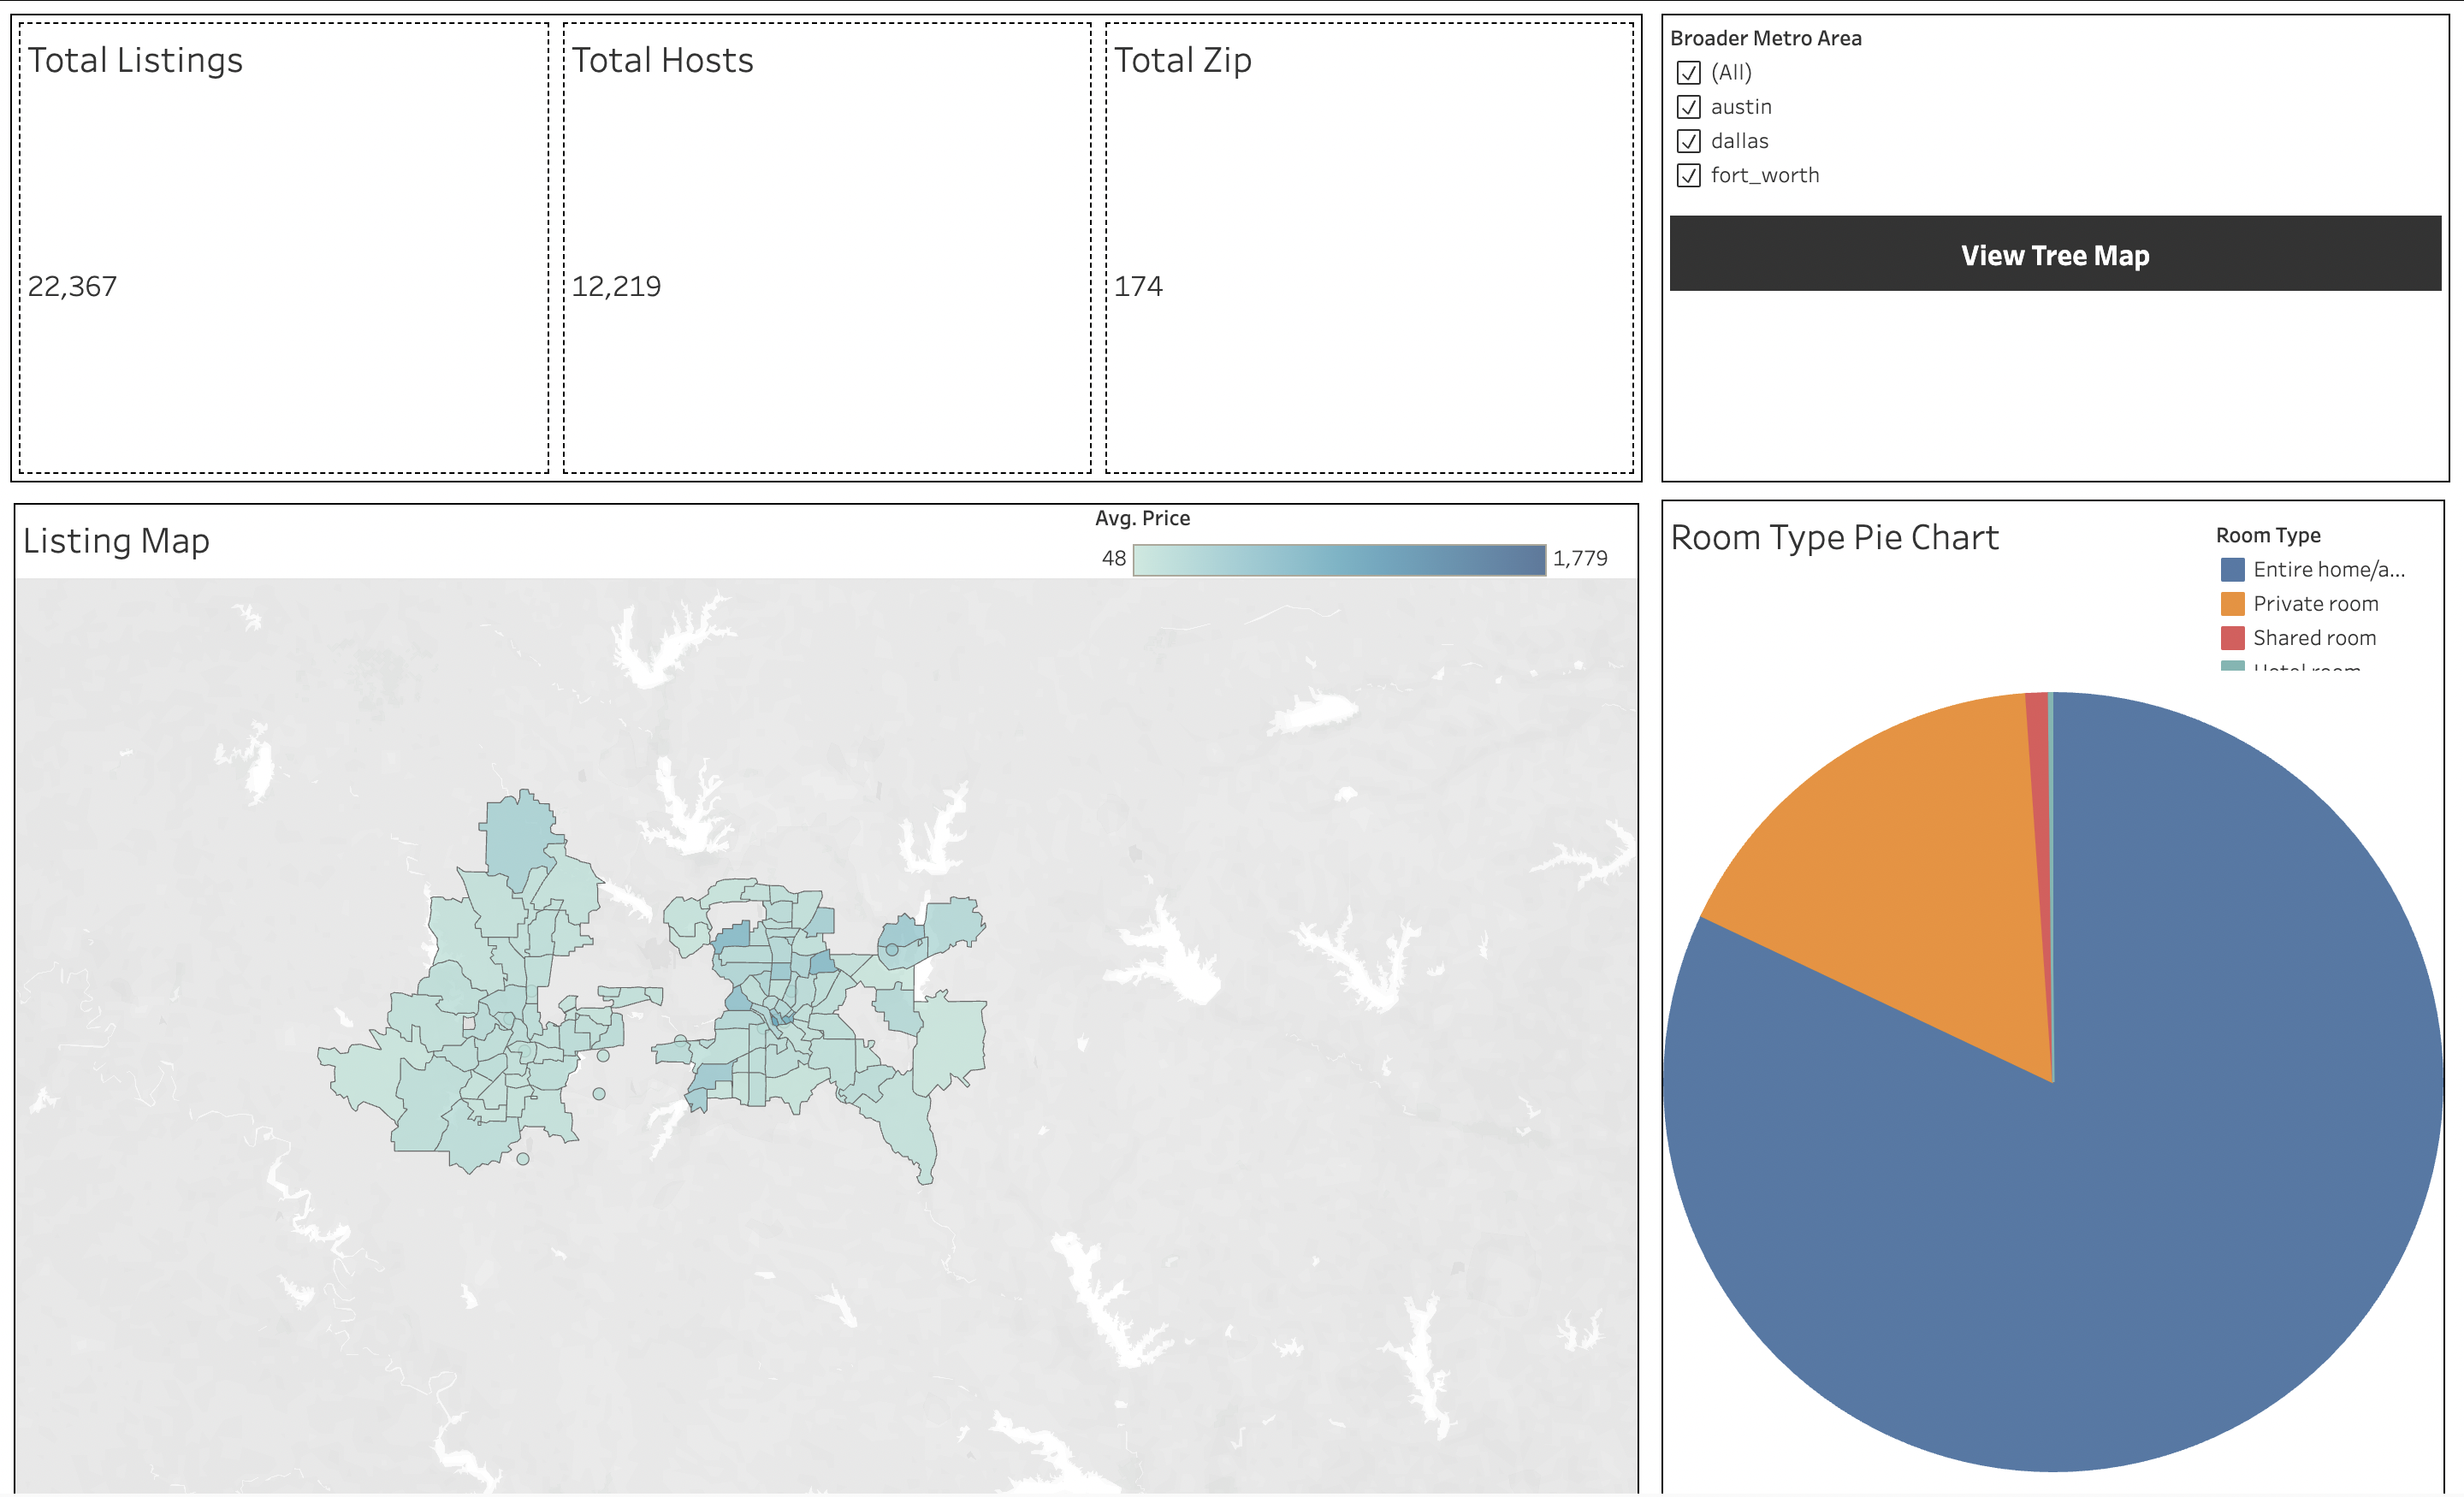 Total Listings
22,367
Total Hosts
12,219
Total Zip
174
Broader Metro Area
(All)
austin
dallas
fort_worth
View Tree Map
Listing Map
Avg. Price
48
1,779
Room Type Pie Chart
Room Type
Entire home/a...
Private room
Shared room
Hotel room